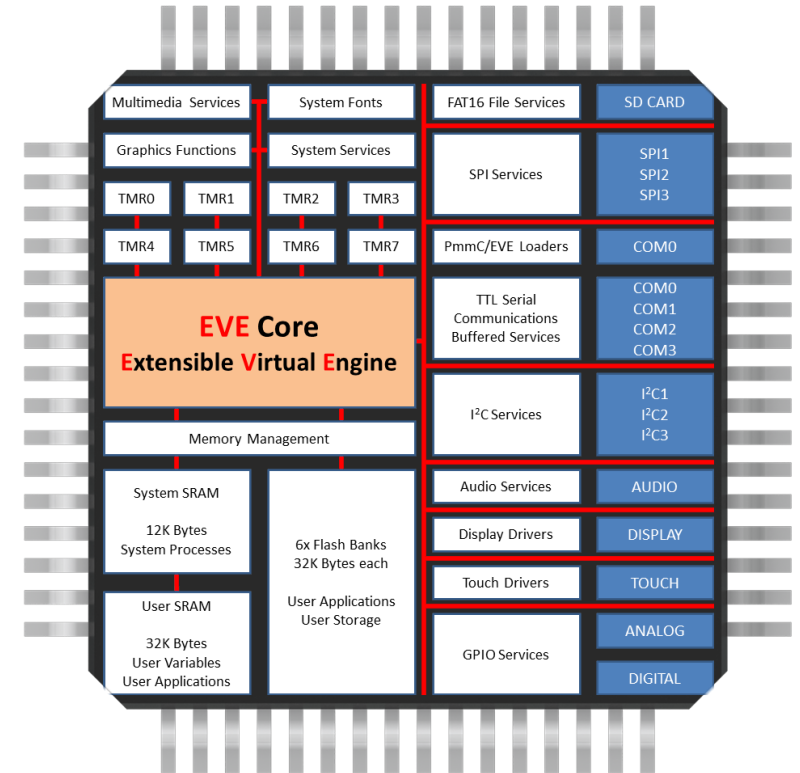 Multimedia Services
System Fonts
FAT16 File Services
SD CARD
Graphics Functions
System Services
SPI Services
SPI1
SPI2
SPI3
TMR0
TMR1
TMR2
TMR3
TMR4
TMR5
TMR6
TMR7
PmmC/EVE Loaders
COM0
EVE Core
Extensible Virtual Engine
TTL Serial
Communications
Buffered Services
COM0
COM1
COM2
COM3
I²C Services
I²C1
I²C2
I²C3
Memory Management
System SRAM
12K Bytes
System Processes
6x Flash Banks
32K Bytes each
User Applications
User Storage
User SRAM
32K Bytes
User Variables
User Applications
Audio Services
AUDIO
Display Drivers
DISPLAY
Touch Drivers
TOUCH
GPIO Services
ANALOG
DIGITAL